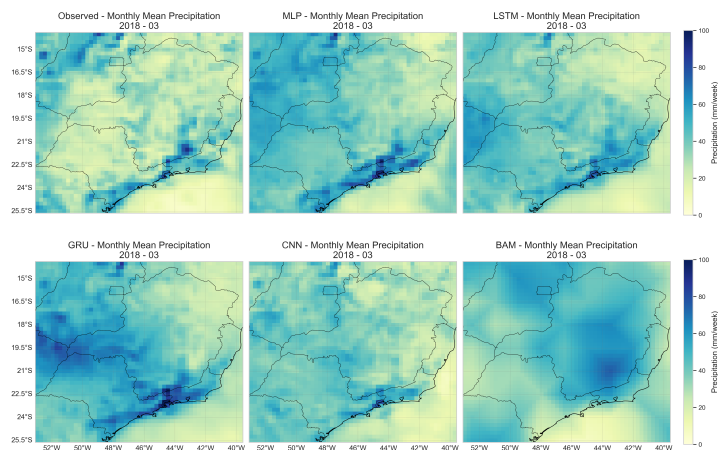 Observed - Monthly Mean Precipitation
2018 - 03
MLP - Monthly Mean Precipitation
2018 - 03
LSTM - Monthly Mean Precipitation
2018 - 03
15°S
16.5°S
18°S
19.5°S
21°S
22.5°S
24°S
25.5°S
100
80
60
40
20
0
Precipitation (mm/week)
GRU - Monthly Mean Precipitation
2018 - 03
CNN - Monthly Mean Precipitation
2018 - 03
BAM - Monthly Mean Precipitation
2018 - 03
15°S
16.5°S
18°S
19.5°S
21°S
22.5°S
24°S
25.5°S
52°W 50°W 48°W 46°W 44°W 42°W 40°W
52°W 50°W 48°W 46°W 44°W 42°W 40°W
52°W 50°W 48°W 46°W 44°W 42°W 40°W
100
80
60
40
20
0
Precipitation (mm/week)